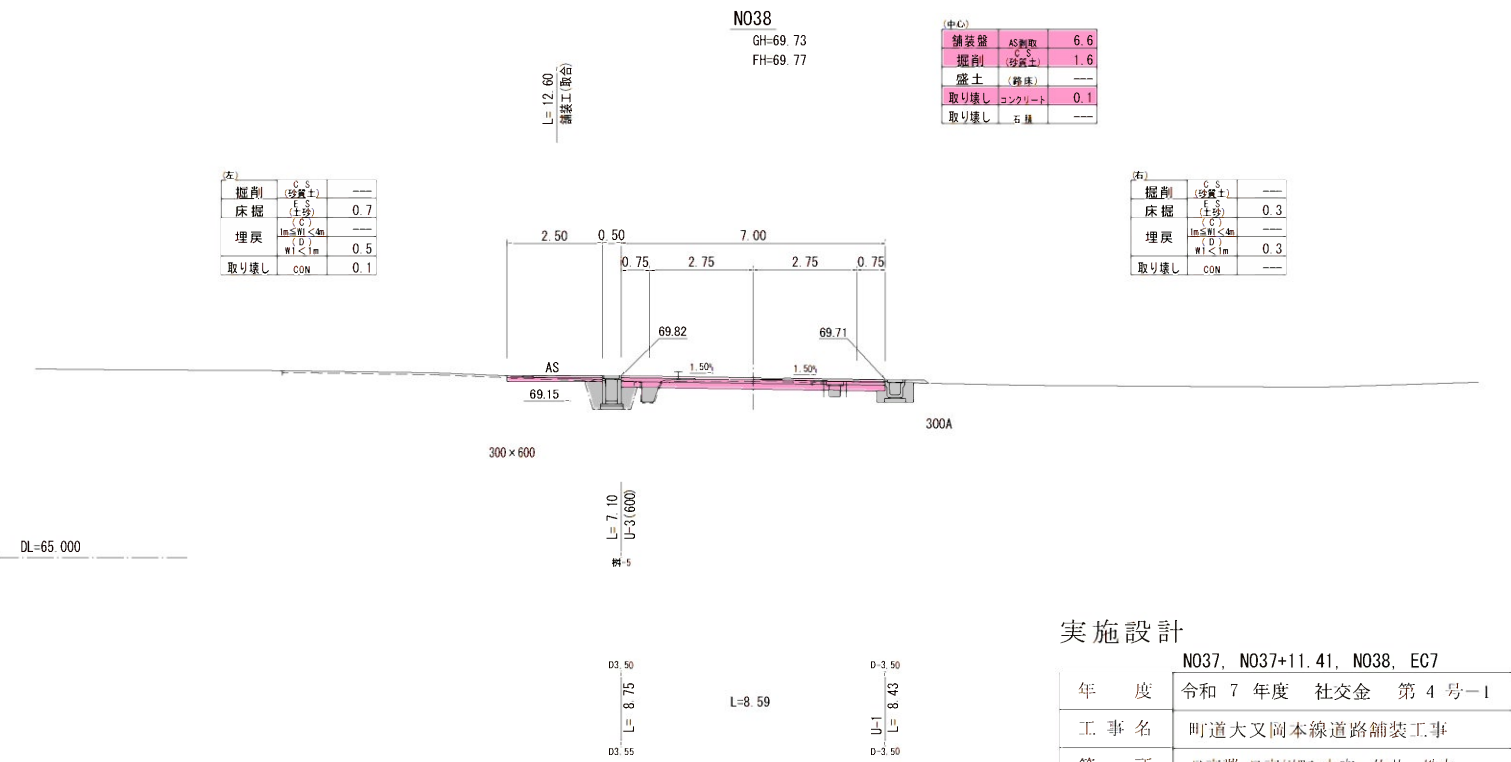 NO38
GH=69.73
FH=69.77
L= 12.60
舗装工(取合)
(中心)
舗装盤 AS剥取 6.6
掘削 C S (砂質土) 1.6
盛土 (路床) ---
取り壊し コンクリート 0.1
取り壊し 石積 ---
(左)
掘削 C S (砂質土) ---
床掘 E S (土砂) 0.7
埋戻 (C) 1m≦W1<4m ---
(D) W1<1m 0.5
取り壊し CON 0.1
(右)
掘削 C S (砂質土) ---
床掘 E S (土砂) 0.3
埋戻 (C) 1m≦W1<4m ---
(D) W1<1m 0.3
取り壊し CON ---
2.50 0.50 7.00
0.75 2.75 2.75 0.75
69.82 69.71
AS 1.50% 1.50%
69.15
300A
300×600
L= 7.10
U-3(600)
DL=65.000
実施設計
NO37, NO37+11.41, NO38, EC7
D3.50 D-3.50
L= 8.75
L=8.59
U-1
L= 8.43
D3.55 D-3.50
年度 令和 7 年度 社交金 第 4 号-1
工事名 町道大又岡本線道路舗装工事